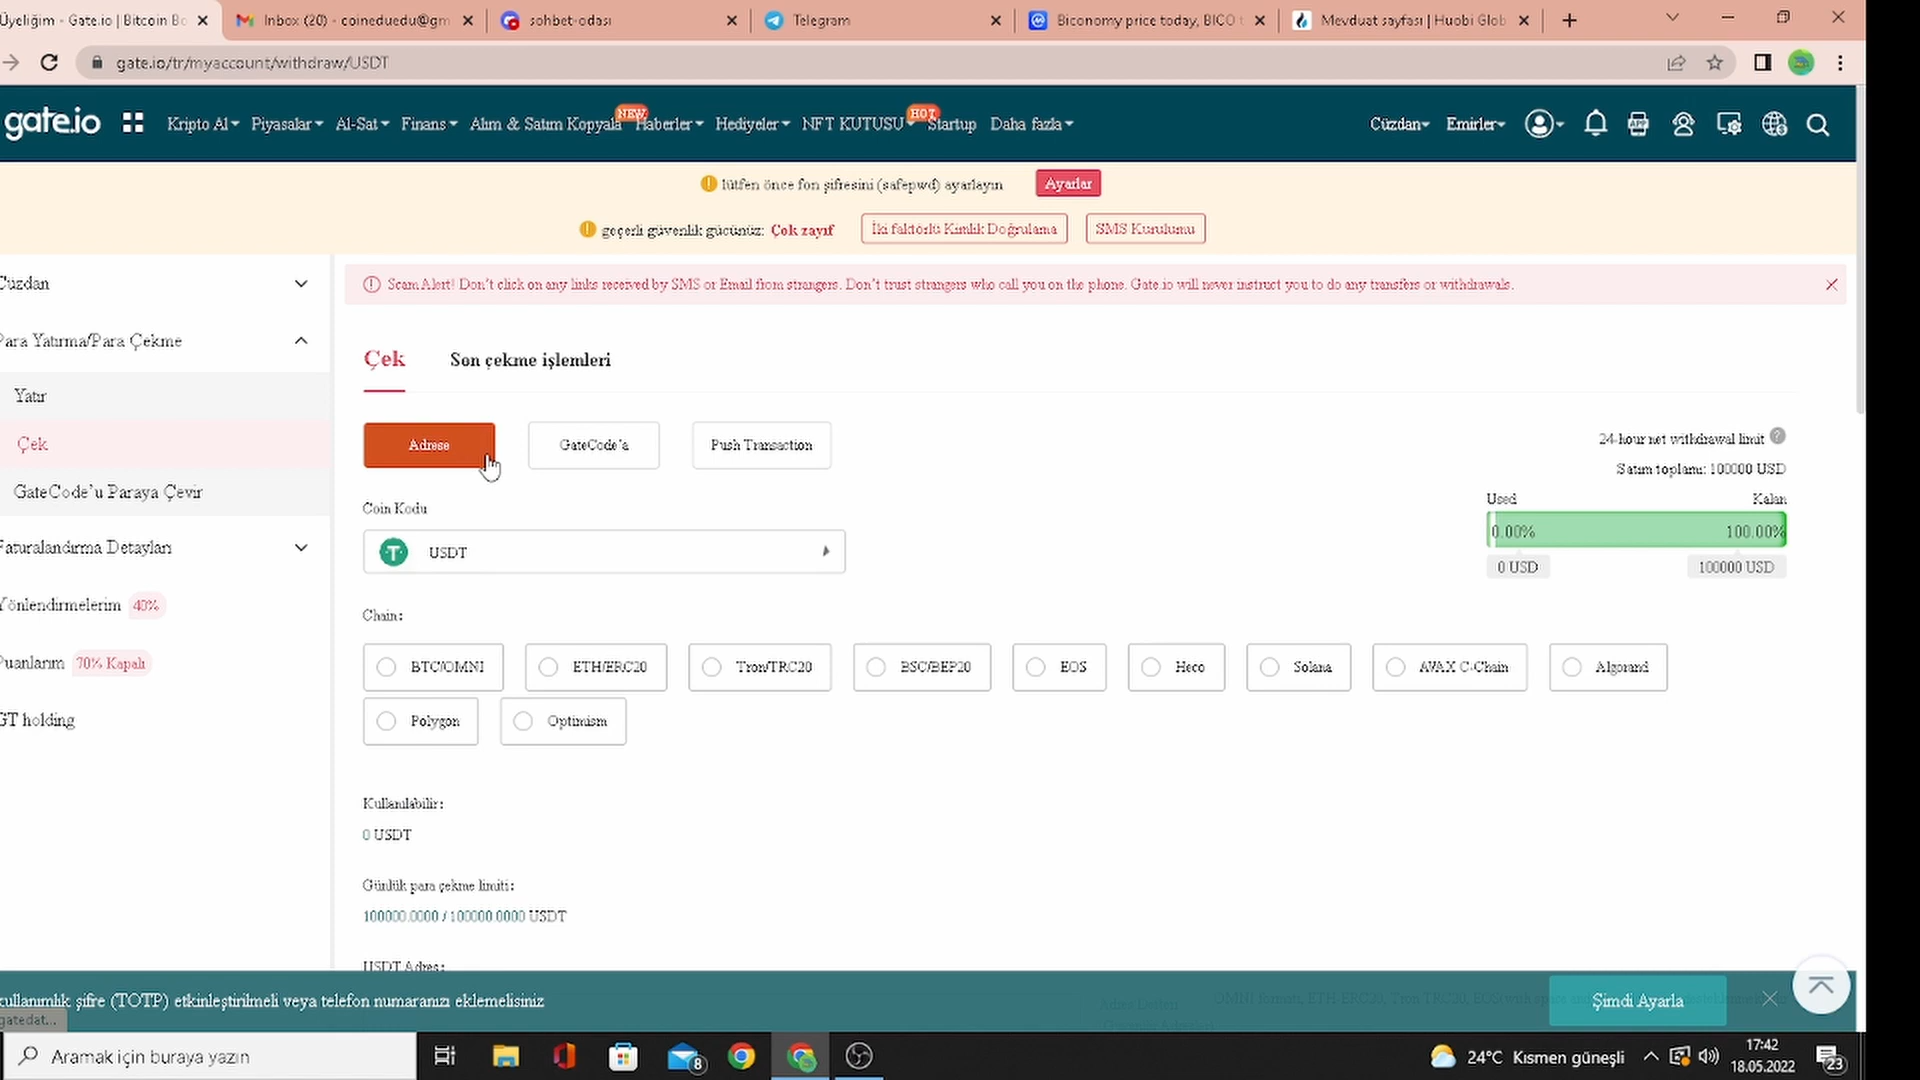 Üyeliğim - Gate.io | Bitcoin Bo
Inbox (20) - coineduedu@gm
sohbet-odası
Telegram
Biconomy price today, BICO t
Mevduat sayfası | Huobi Glob
gate.io/tr/myaccount/withdraw/USDT
gate.io
Kripto Al
Piyasalar
Al-Sat
Finans
Alım & Satım Kopyala
NEW
Haberler
Hediyeler
NFT KUTUSU
HOT
Startup
Daha fazla
Cüzdan
Emirler
lütfen önce fon şifresini (safepwd) ayarlayın
Ayarlar
geçerli güvenlik gücünüz: Çok zayıf
İki faktörlü Kimlik Doğrulama
SMS Kurulumu
Cüzdan
Para Yatırma/Para Çekme
Yatır
Çek
GateCode'u Paraya Çevir
Faturalandırma Detayları
Yönlendirmelerim 40%
Puanlarım 70% Kapalı
GT holding
Scam Alert! Don't click on any links received by SMS or Email from strangers. Don't trust strangers who call you on the phone. Gate.io will never instruct you to do any transfers or withdrawals.
Çek
Son çekme işlemleri
Adrese
GateCode'a
Push Transaction
24-hour net withdrawal limit
Satım toplamı: 100000 USD
Used
Kalan
0.00%
100.00%
0 USD
100000 USD
Coin Kodu
USDT
Chain:
BTC/OMNI
ETH/ERC20
Tron/TRC20
BSC/BEP20
EOS
Heco
Solana
AVAX C-Chain
Algorand
Polygon
Optimism
Kullanılabilir:
0 USDT
Günlük para çekme limiti:
100000.0000 / 100000.0000 USDT
USDT Adres:
kullanımlık şifre (TOTP) etkinleştirilmeli veya telefon numaranızı eklemelisiniz
Şimdi Ayarla
gatedat...
Aramak için buraya yazın
8
24°C Kısmen güneşli
17:42
18.05.2022
23